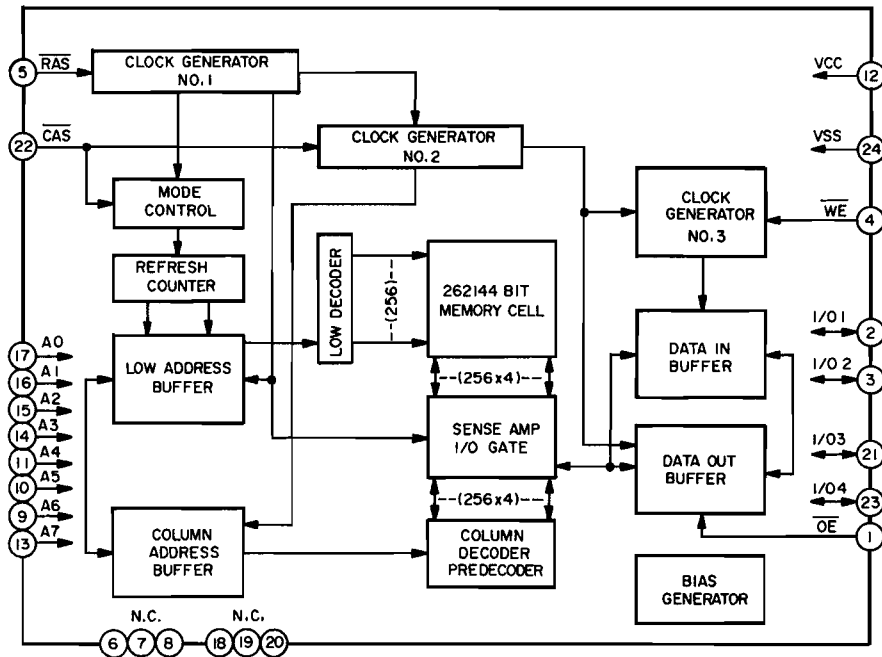 5 RAS CLOCK GENERATOR
NO.1
VCC 12
22 CAS CLOCK GENERATOR
NO.2
VSS 24
MODE
CONTROL
CLOCK
GENERATOR
NO.3
WE 4
REFRESH
COUNTER
LOW DECODER
--(256)--
262144 BIT
MEMORY CELL
LOW ADDRESS
BUFFER
DATA IN
BUFFER
I/O1 2
I/O2 3
17 A0
16 A1
15 A2
14 A3
11 A4
10 A5
9 A6
13 A7
--(256x4)--
SENSE AMP
I/O GATE
--(256x4)--
DATA OUT
BUFFER
I/O3 21
I/O4 23
OE 1
COLUMN
ADDRESS
BUFFER
COLUMN
DECODER
PREDECODER
BIAS
GENERATOR
N.C. N.C.
6 7 8 18 19 20